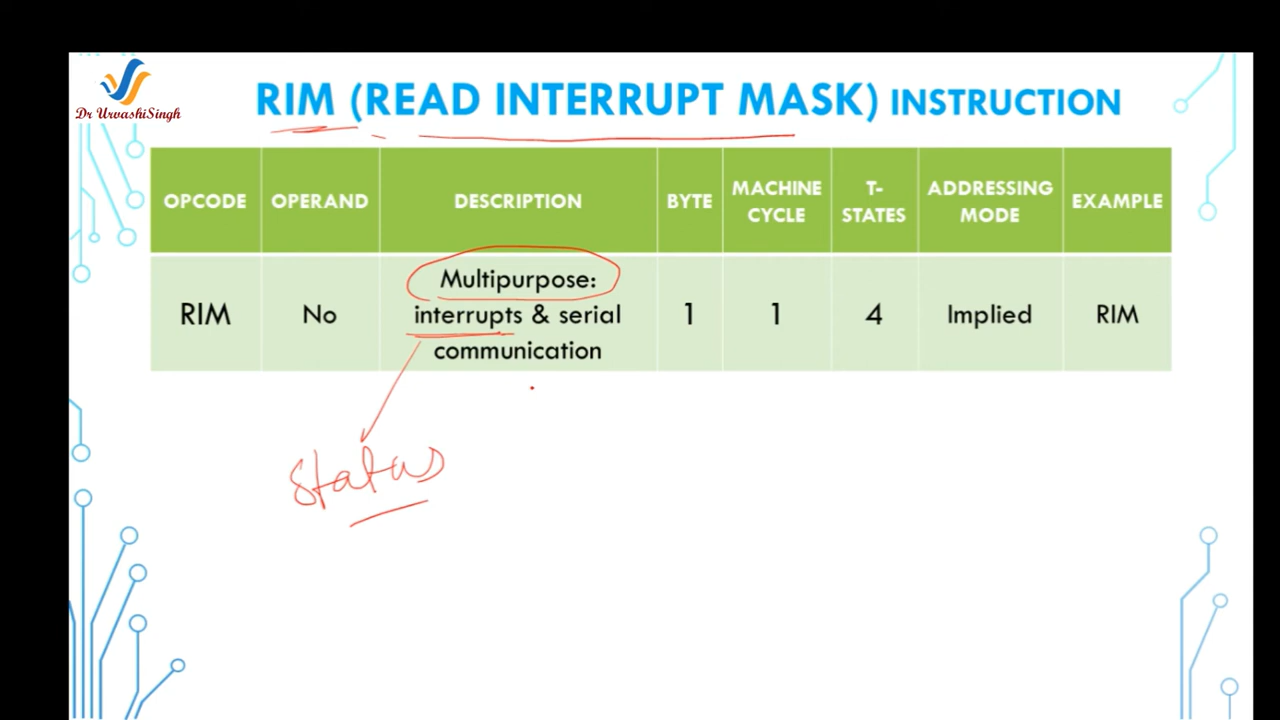 Dr UrvashiSingh
RIM (READ INTERRUPT MASK) INSTRUCTION
OPCODE OPERAND DESCRIPTION BYTE MACHINE CYCLE T-STATES ADDRESSING MODE EXAMPLE
RIM No Multipurpose: interrupts & serial communication 1 1 4 Implied RIM
Status